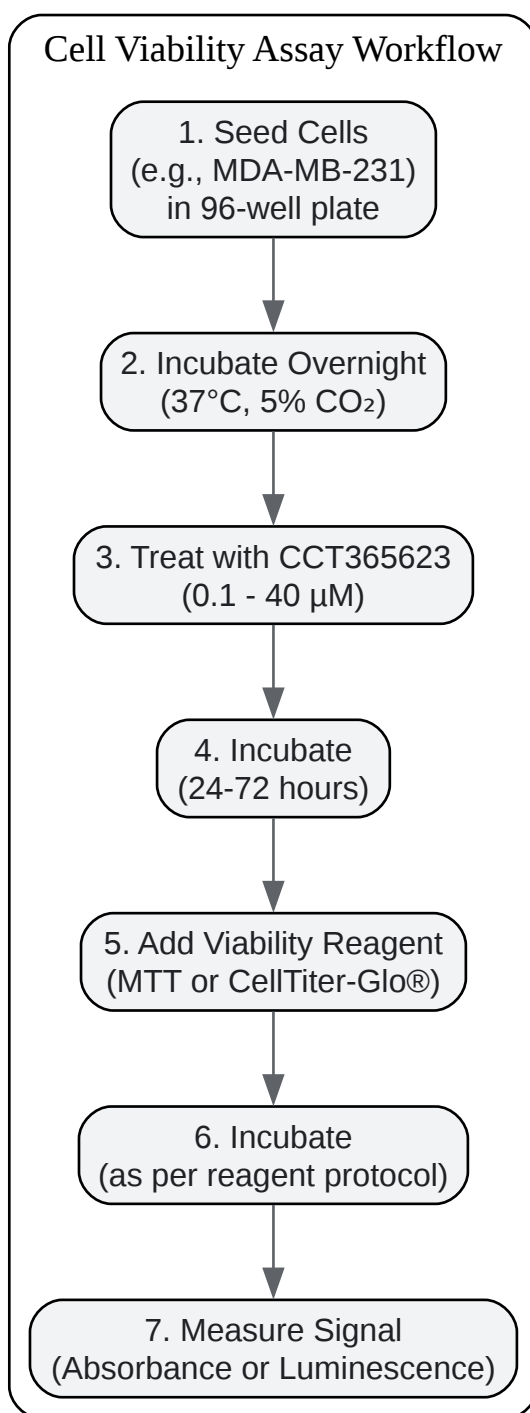 Cell Viability Assay Workflow
1. Seed Cells
(e.g., MDA-MB-231)
in 96-well plate
2. Incubate Overnight
(37°C, 5% CO₂)
3. Treat with CCT365623
(0.1 - 40 µM)
4. Incubate
(24-72 hours)
5. Add Viability Reagent
(MTT or CellTiter-Glo®)
6. Incubate
(as per reagent protocol)
7. Measure Signal
(Absorbance or Luminescence)